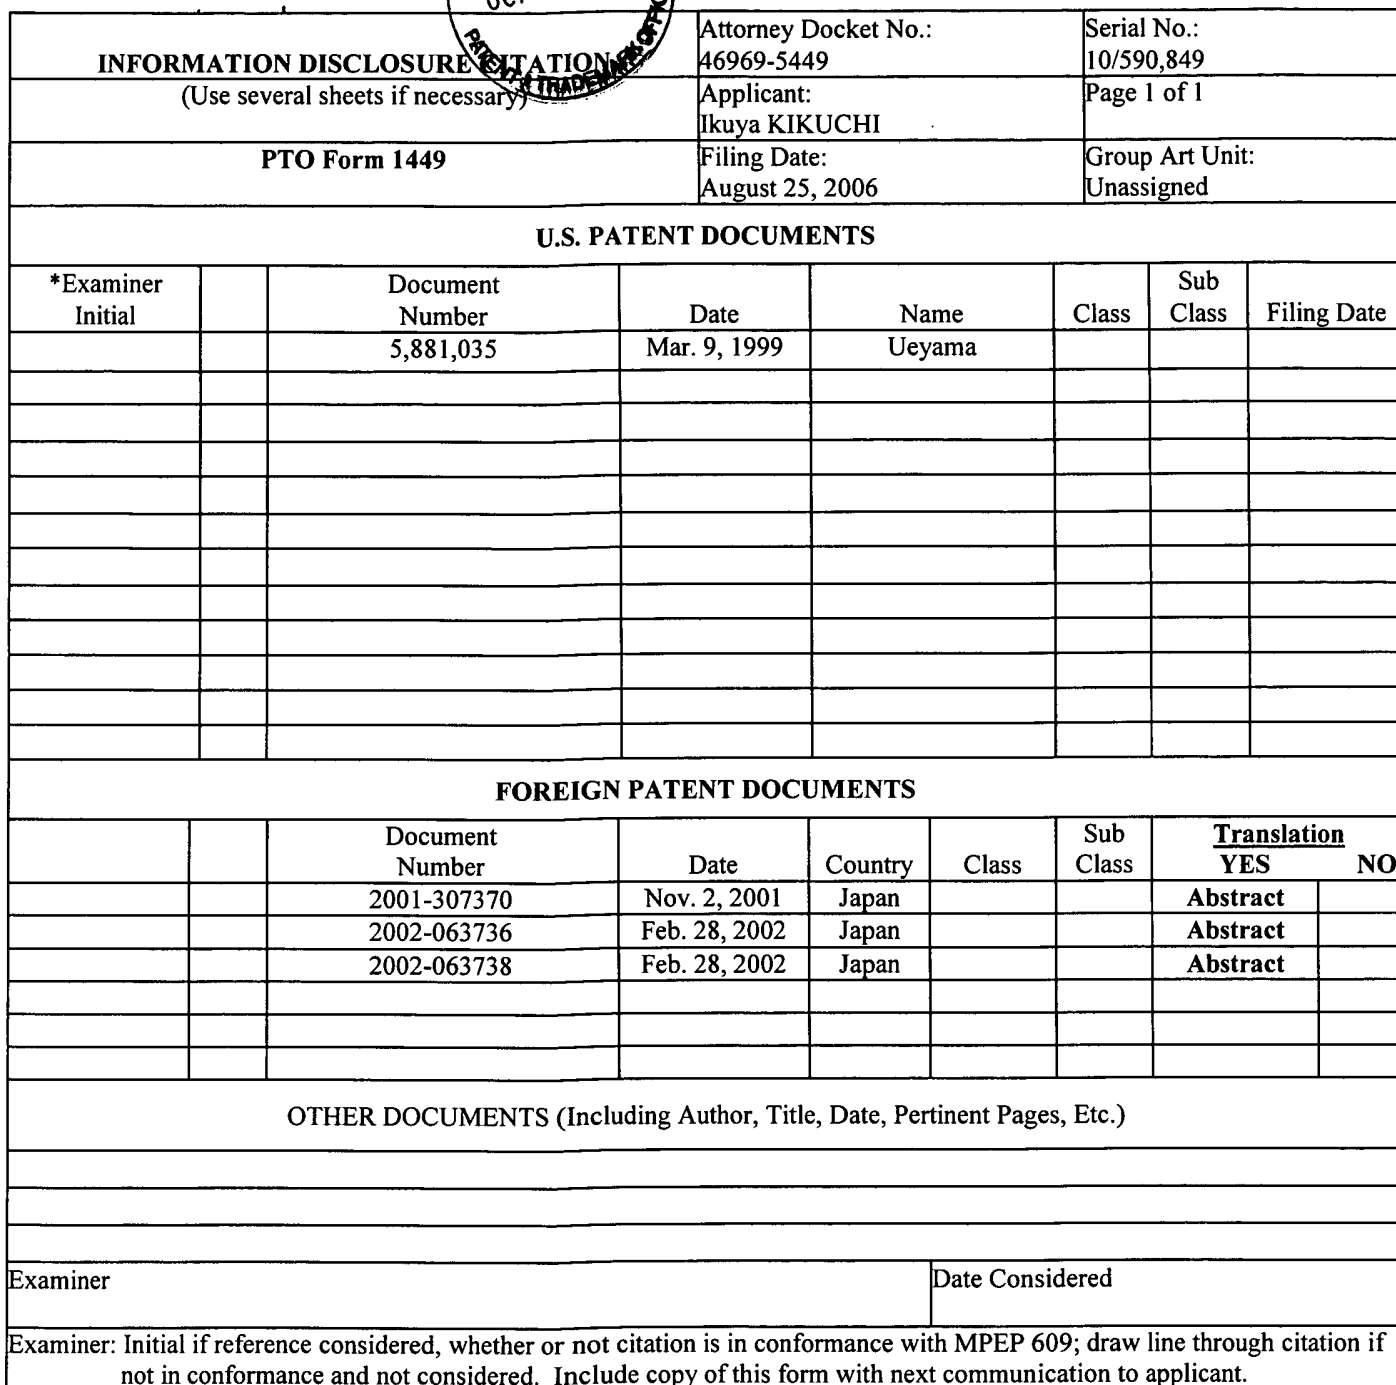 OC
PATENT & TRADEMARK OFFIC
INFORMATION DISCLOSURE CITATION
(Use several sheets if necessary)
PTO Form 1449
Attorney Docket No.:
46969-5449
Serial No.:
10/590,849
Applicant:
Ikuya KIKUCHI
Page 1 of 1
Filing Date:
August 25, 2006
Group Art Unit:
Unassigned
U.S. PATENT DOCUMENTS
*Examiner Initial Document Number Date Name Class Sub Class Filing Date
5,881,035 Mar. 9, 1999 Ueyama
FOREIGN PATENT DOCUMENTS
Document Number Date Country Class Sub Class Translation YES NO
2001-307370 Nov. 2, 2001 Japan Abstract
2002-063736 Feb. 28, 2002 Japan Abstract
2002-063738 Feb. 28, 2002 Japan Abstract
OTHER DOCUMENTS (Including Author, Title, Date, Pertinent Pages, Etc.)
Examiner Date Considered
Examiner: Initial if reference considered, whether or not citation is in conformance with MPEP 609; draw line through citation if
not in conformance and not considered. Include copy of this form with next communication to applicant.